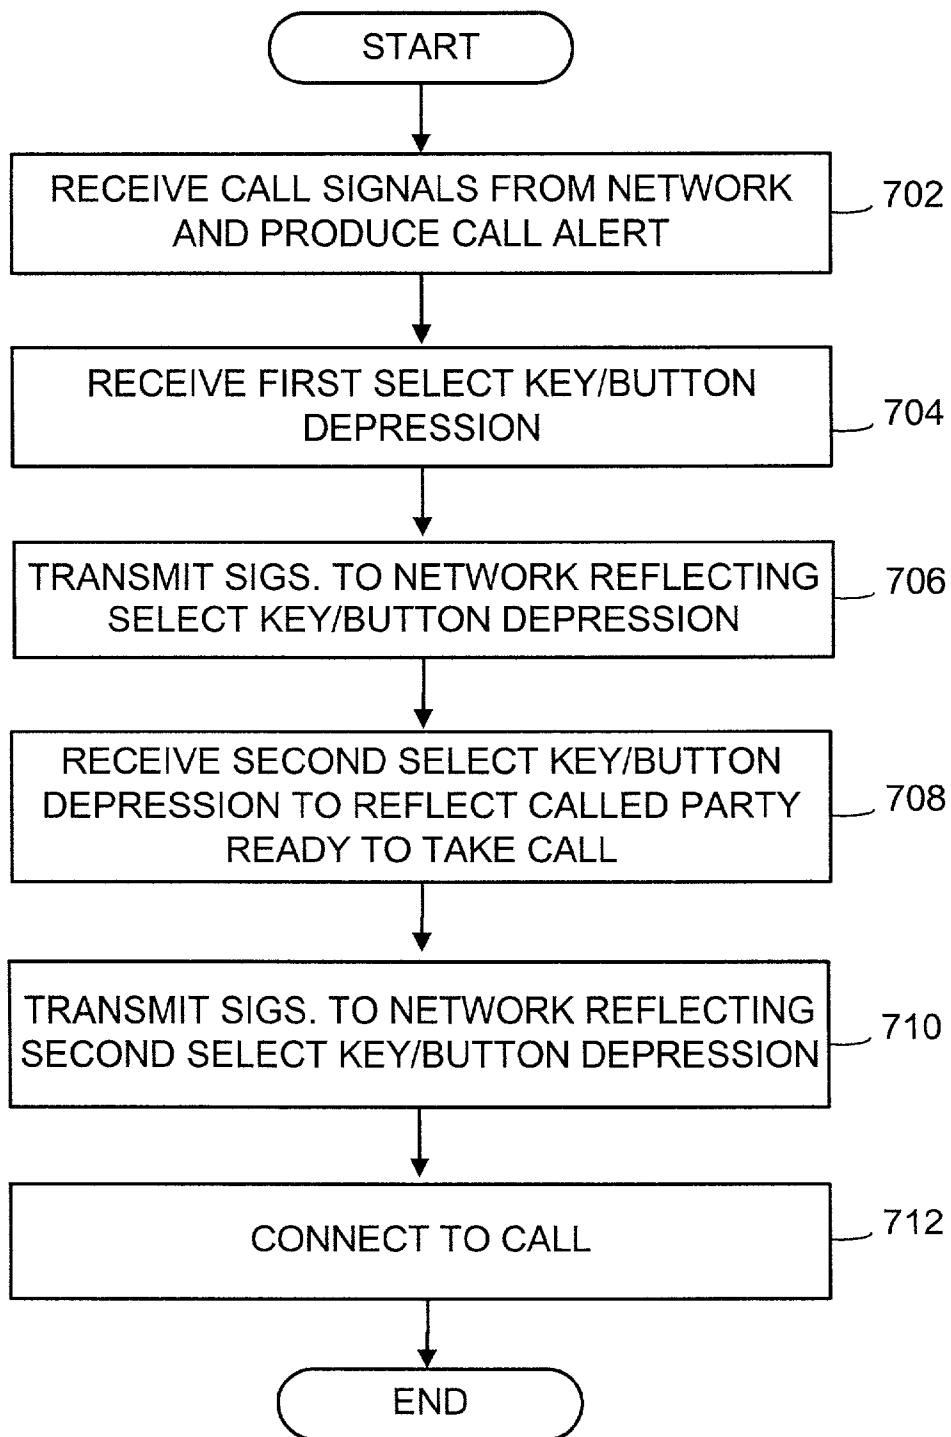 START
RECEIVE CALL SIGNALS FROM NETWORK
AND PRODUCE CALL ALERT
702
RECEIVE FIRST SELECT KEY/BUTTON
DEPRESSION
704
TRANSMIT SIGS. TO NETWORK REFLECTING
SELECT KEY/BUTTON DEPRESSION
706
RECEIVE SECOND SELECT KEY/BUTTON
DEPRESSION TO REFLECT CALLED PARTY
READY TO TAKE CALL
708
TRANSMIT SIGS. TO NETWORK REFLECTING
SECOND SELECT KEY/BUTTON DEPRESSION
710
CONNECT TO CALL
712
END